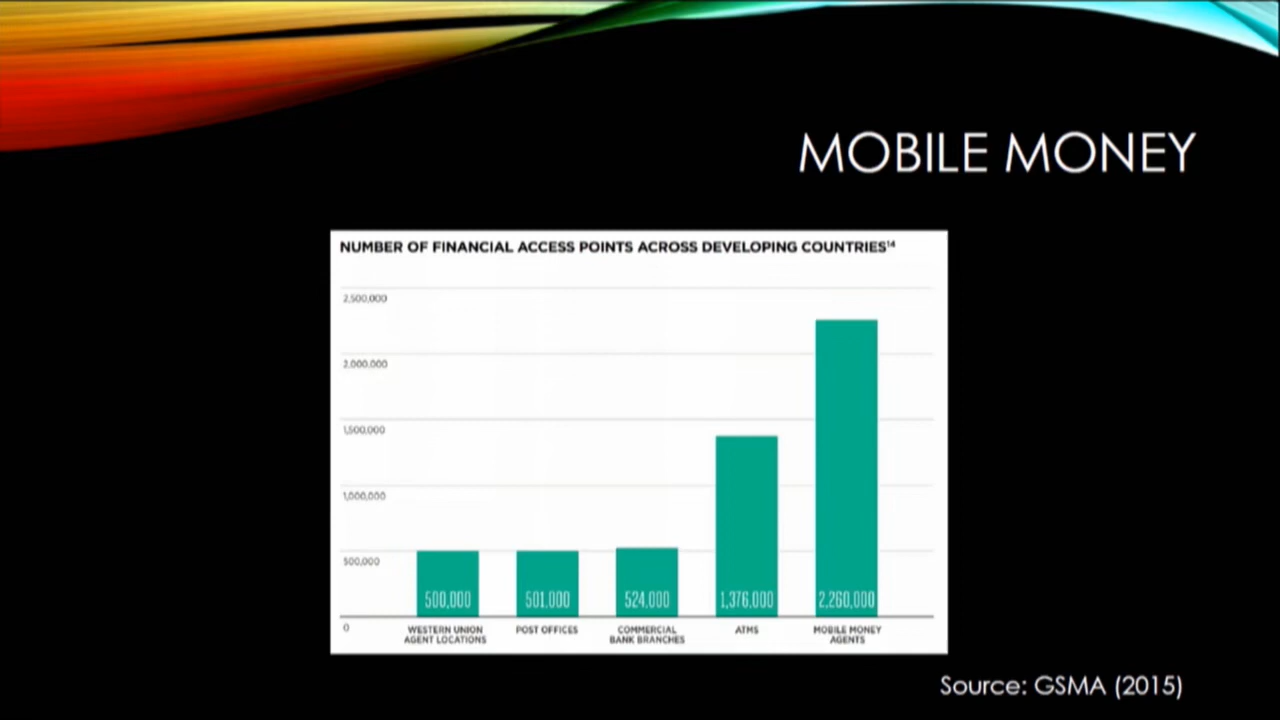 MOBILE MONEY
NUMBER OF FINANCIAL ACCESS POINTS ACROSS DEVELOPING COUNTRIES¹⁴
2,500,000
2,000,000
1,500,000
1,000,000
500,000
0
500,000
501,000
524,000
1,376,000
2,260,000
WESTERN UNION
AGENT LOCATIONS
POST OFFICES
COMMERCIAL
BANK BRANCHES
ATMS
MOBILE MONEY
AGENTS
Source: GSMA (2015)